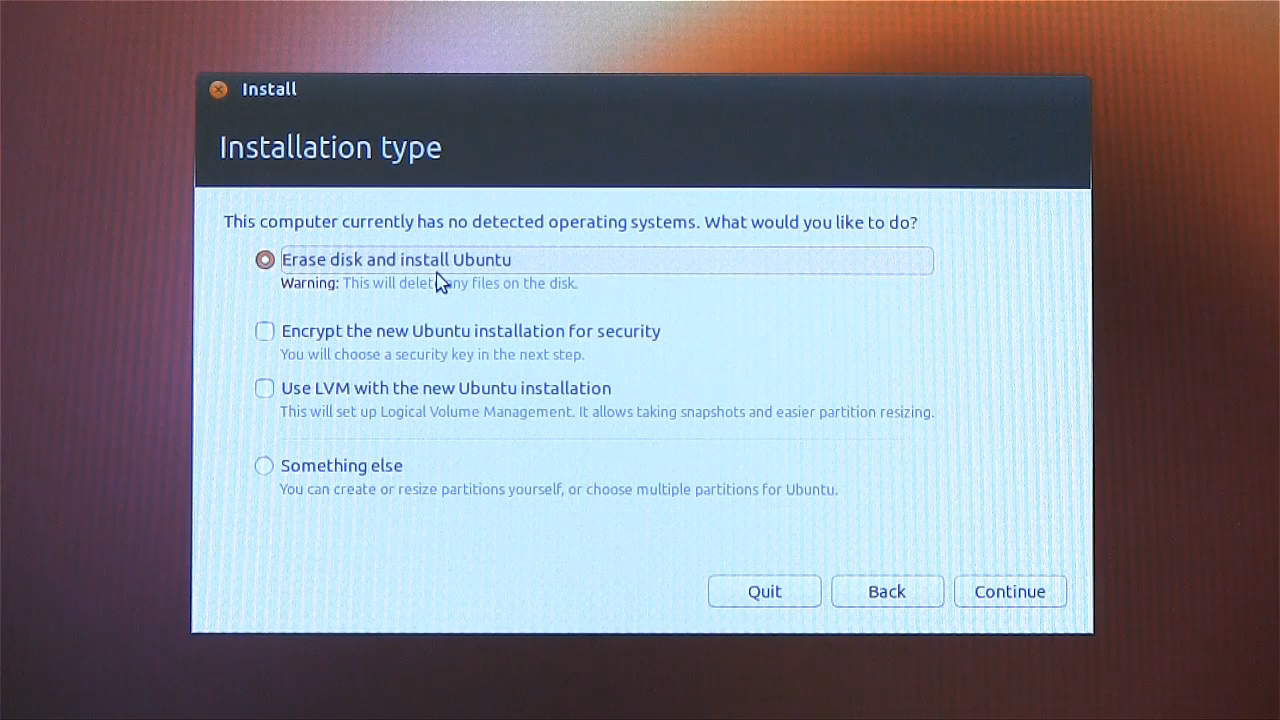 Install
Installation type
This computer currently has no detected operating systems. What would you like to do?
Erase disk and install Ubuntu
Warning: This will delete any files on the disk.
Encrypt the new Ubuntu installation for security
You will choose a security key in the next step.
Use LVM with the new Ubuntu installation
This will set up Logical Volume Management. It allows taking snapshots and easier partition resizing.
Something else
You can create or resize partitions yourself, or choose multiple partitions for Ubuntu.
Quit Back Continue